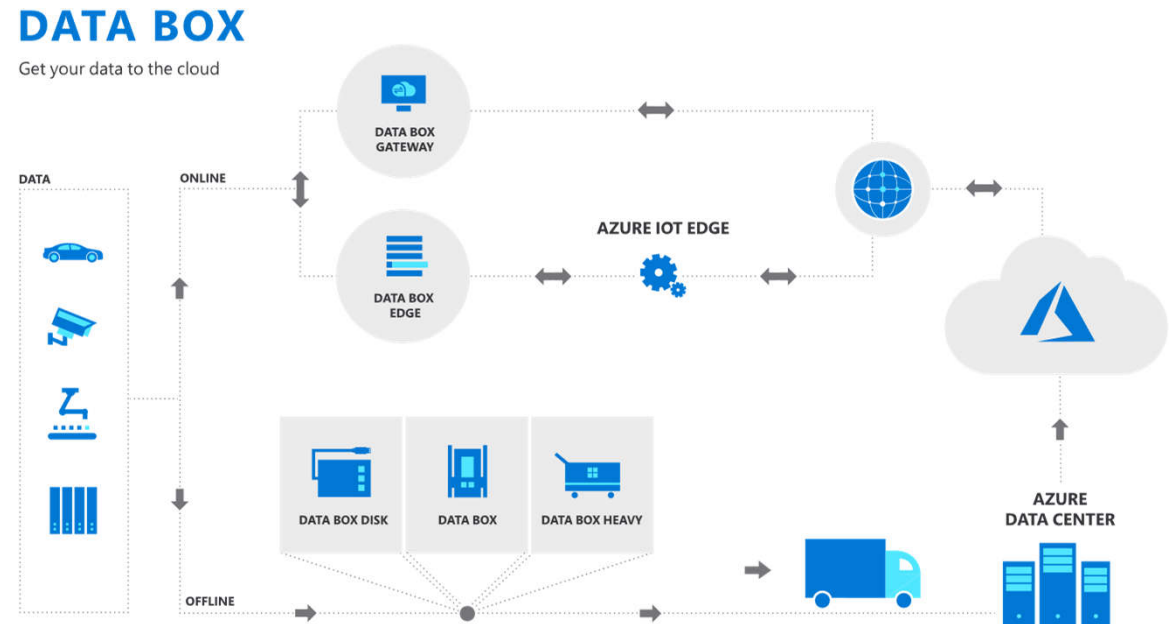 DATA BOX
Get your data to the cloud
DATA BOX
GATEWAY
DATA
ONLINE
AZURE IOT EDGE
DATA BOX
EDGE
DATA BOX DISK
DATA BOX
DATA BOX HEAVY
AZURE
DATA CENTER
OFFLINE